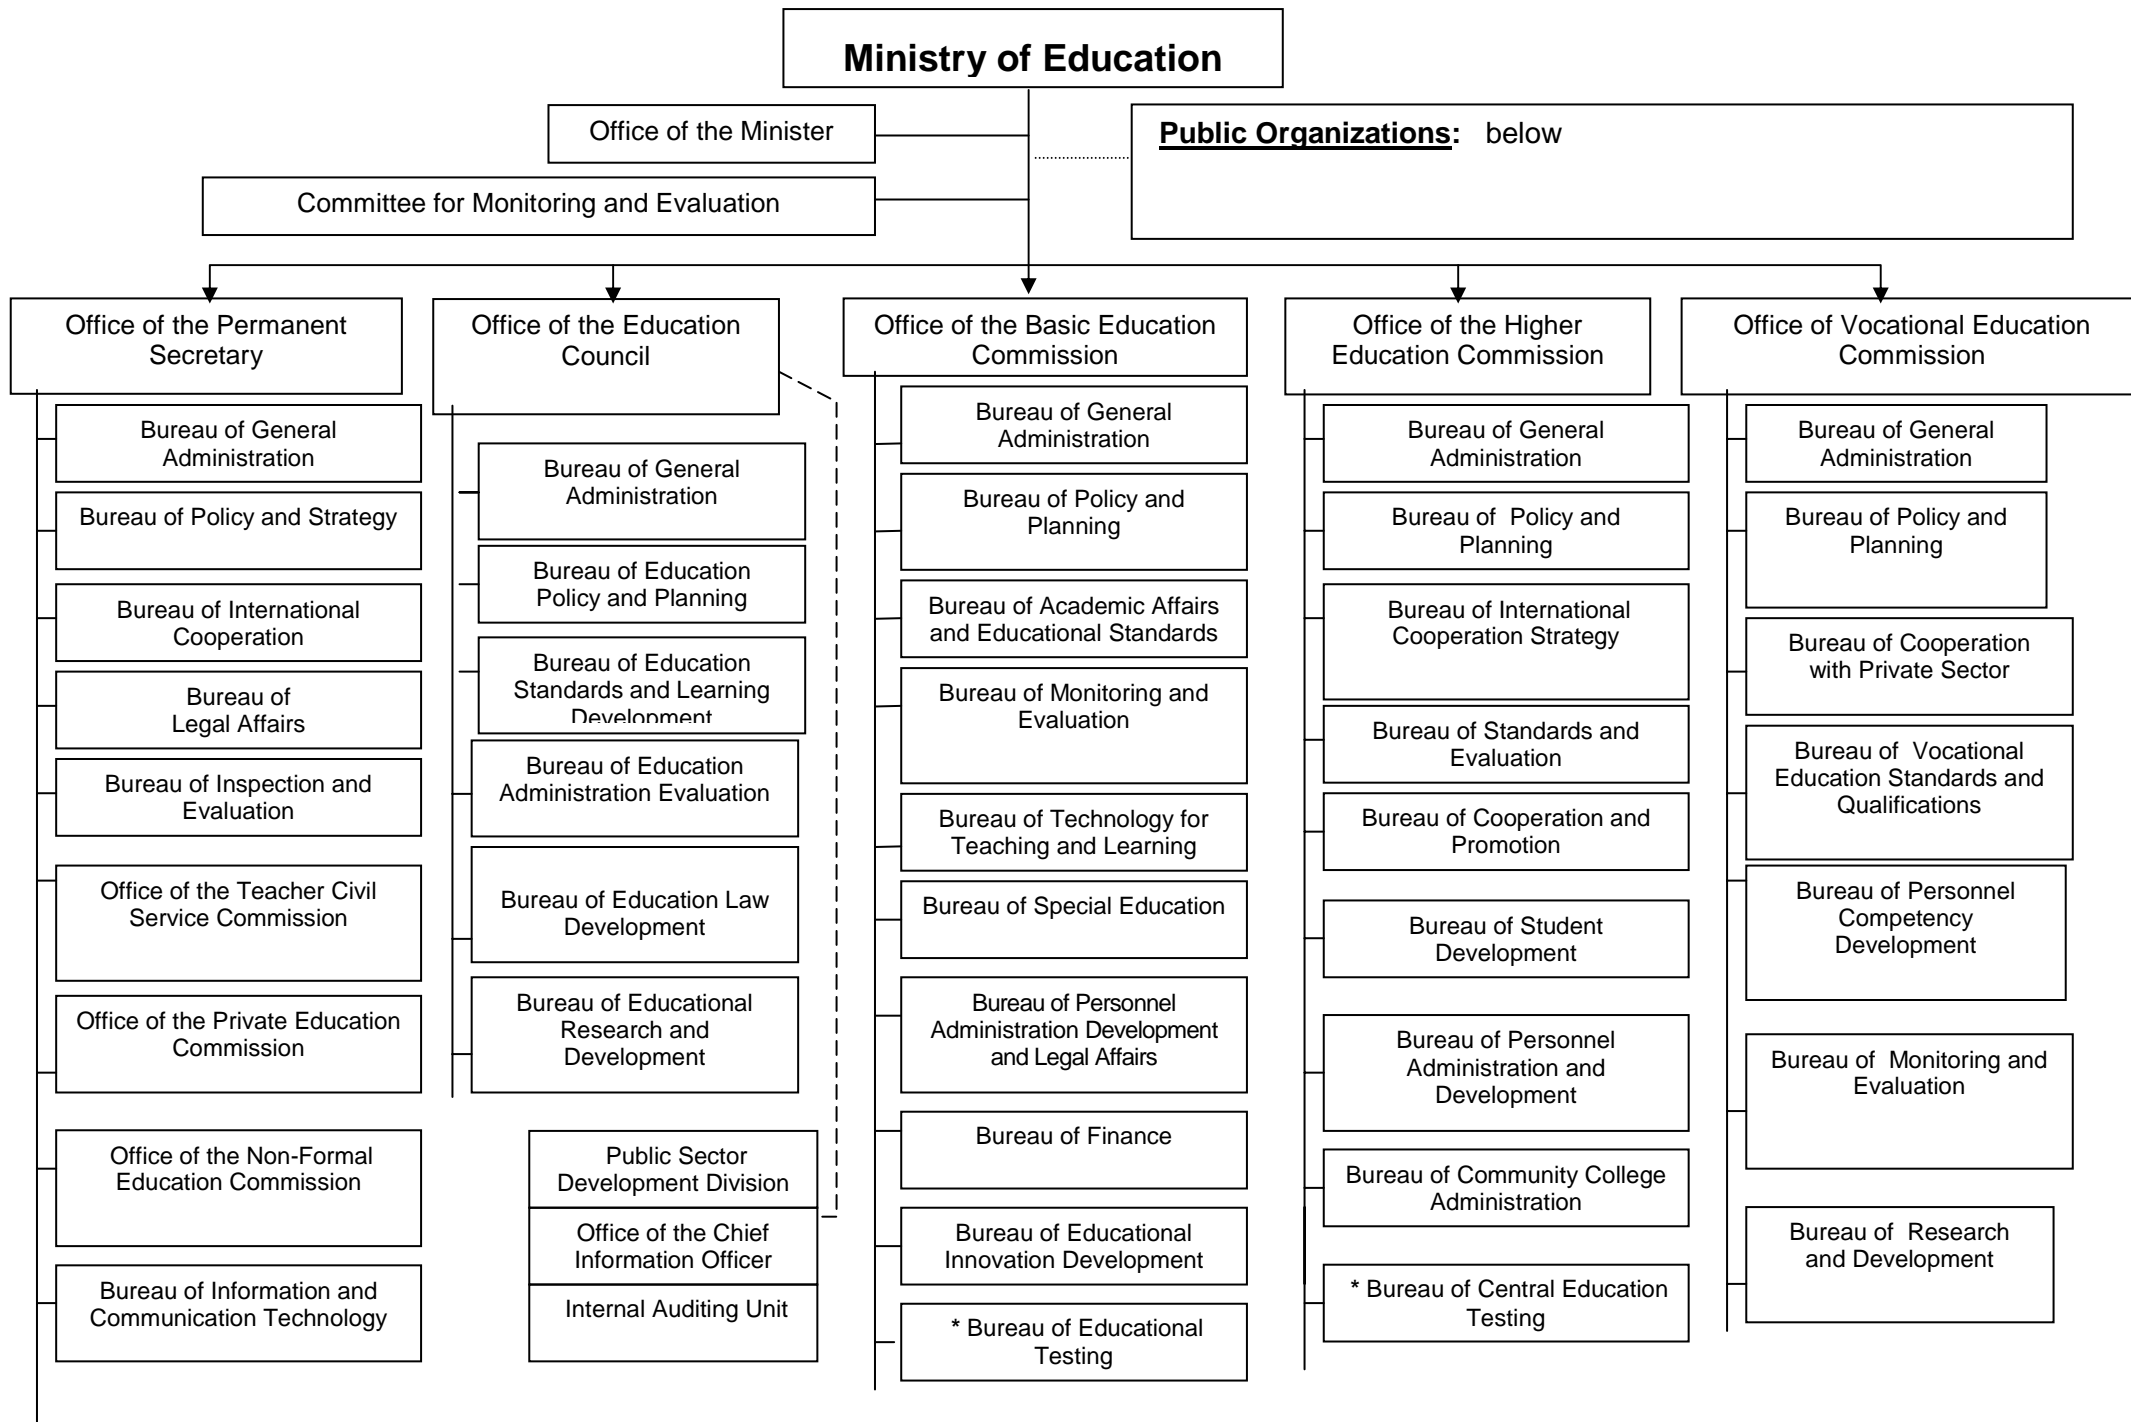 Ministry of Education
Office of the Minister
Public Organizations: below
Committee for Monitoring and Evaluation
Office of the Permanent
Secretary
Bureau of General
Administration
Bureau of Policy and Strategy
Bureau of International
Cooperation
Bureau of
Legal Affairs
Bureau of Inspection and
Evaluation
Office of the Teacher Civil
Service Commission
Office of the Private Education
Commission
Office of the Non-Formal
Education Commission
Bureau of Information and
Communication Technology
Office of the Education
Council
Bureau of General
Administration
Bureau of Education
Policy and Planning
Bureau of Education
Standards and Learning
Development
Bureau of Education
Administration Evaluation
Bureau of Education Law
Development
Bureau of Educational
Research and
Development
Public Sector
Development Division
Office of the Chief
Information Officer
Internal Auditing Unit
Office of the Basic Education
Commission
Bureau of General
Administration
Bureau of Policy and
Planning
Bureau of Academic Affairs
and Educational Standards
Bureau of Monitoring and
Evaluation
Bureau of Technology for
Teaching and Learning
Bureau of Special Education
Bureau of Personnel
Administration Development
and Legal Affairs
Bureau of Finance
Bureau of Educational
Innovation Development
* Bureau of Educational
Testing
Office of the Higher
Education Commission
Bureau of General
Administration
Bureau of Policy and
Planning
Bureau of International
Cooperation Strategy
Bureau of Standards and
Evaluation
Bureau of Cooperation and
Promotion
Bureau of Student
Development
Bureau of Personnel
Administration and
Development
Bureau of Community College
Administration
* Bureau of Central Education
Testing
Office of Vocational Education
Commission
Bureau of General
Administration
Bureau of Policy and
Planning
Bureau of Cooperation
with Private Sector
Bureau of Vocational
Education Standards and
Qualifications
Bureau of Personnel
Competency
Development
Bureau of Monitoring and
Evaluation
Bureau of Research
and Development